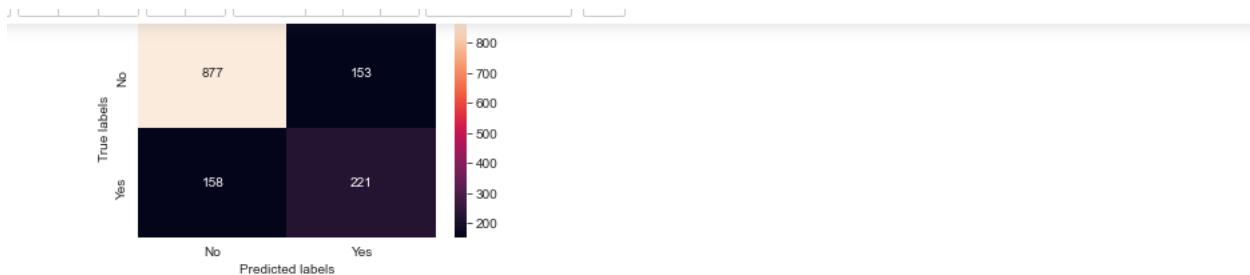 800
No
877
153
700
600
True labels
500
400
Yes
158
221
300
200
No
Yes
Predicted labels